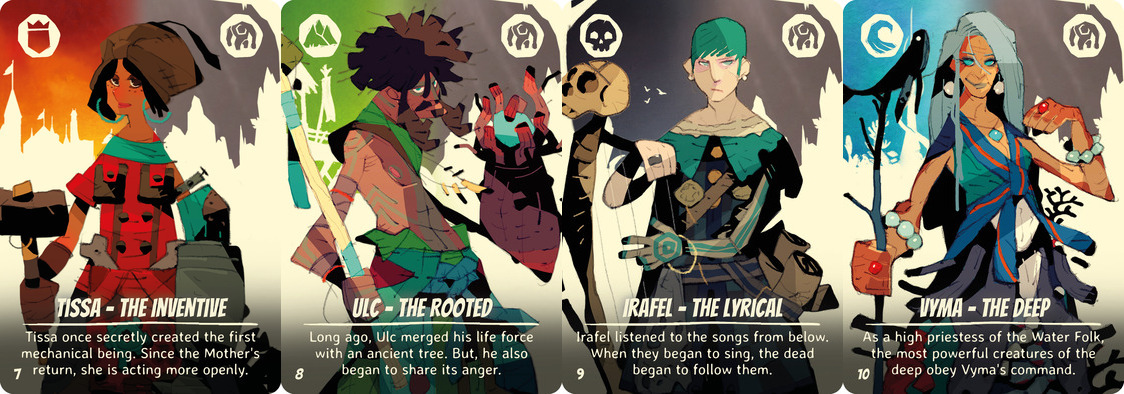 TISSA - THE INVENTIVE
Tissa once secretly created the first
mechanical being. Since the Mother's
return, she is acting more openly.
7
ULC - THE ROOTED
Long ago, Ulc merged his life force
with an ancient tree. But, he also
began to share its anger.
8
IRAFEL - THE LYRICAL
Irafel listened to the songs from below.
When they began to sing, the dead
began to follow them.
9
VYMA - THE DEEP
As a high priestess of the Water Folk,
the most powerful creatures of the
deep obey Vyma's command.
10